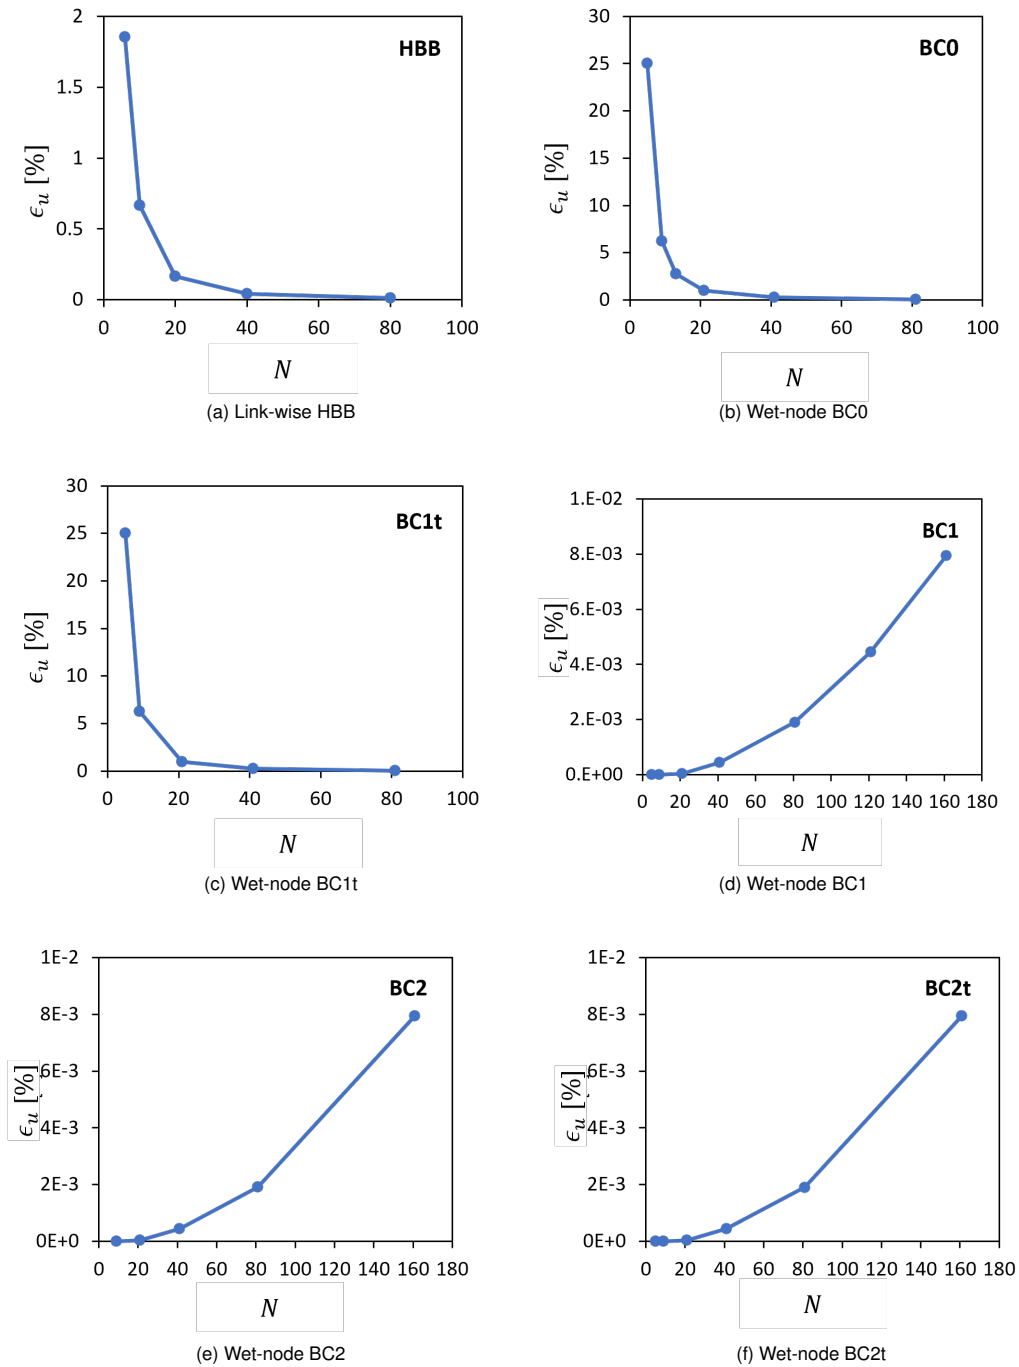 2
1.5
1
0.5
0
0 20 40 60 80 100
HBB
ϵ_u [%]
N
(a) Link-wise HBB
30
25
20
15
10
5
0
0 20 40 60 80 100
BC0
ϵ_u [%]
N
(b) Wet-node BC0
30
25
20
15
10
5
0
0 20 40 60 80 100
BC1t
ϵ_u [%]
N
(c) Wet-node BC1t
1.E-02
8.E-03
6.E-03
4.E-03
2.E-03
0.E+00
0 20 40 60 80 100 120 140 160 180
BC1
ϵ_u [%]
N
(d) Wet-node BC1
1E-2
8E-3
6E-3
4E-3
2E-3
0E+0
0 20 40 60 80 100 120 140 160 180
BC2
ϵ_u [%]
N
(e) Wet-node BC2
1E-2
8E-3
6E-3
4E-3
2E-3
0E+0
0 20 40 60 80 100 120 140 160 180
BC2t
ϵ_u [%]
N
(f) Wet-node BC2t